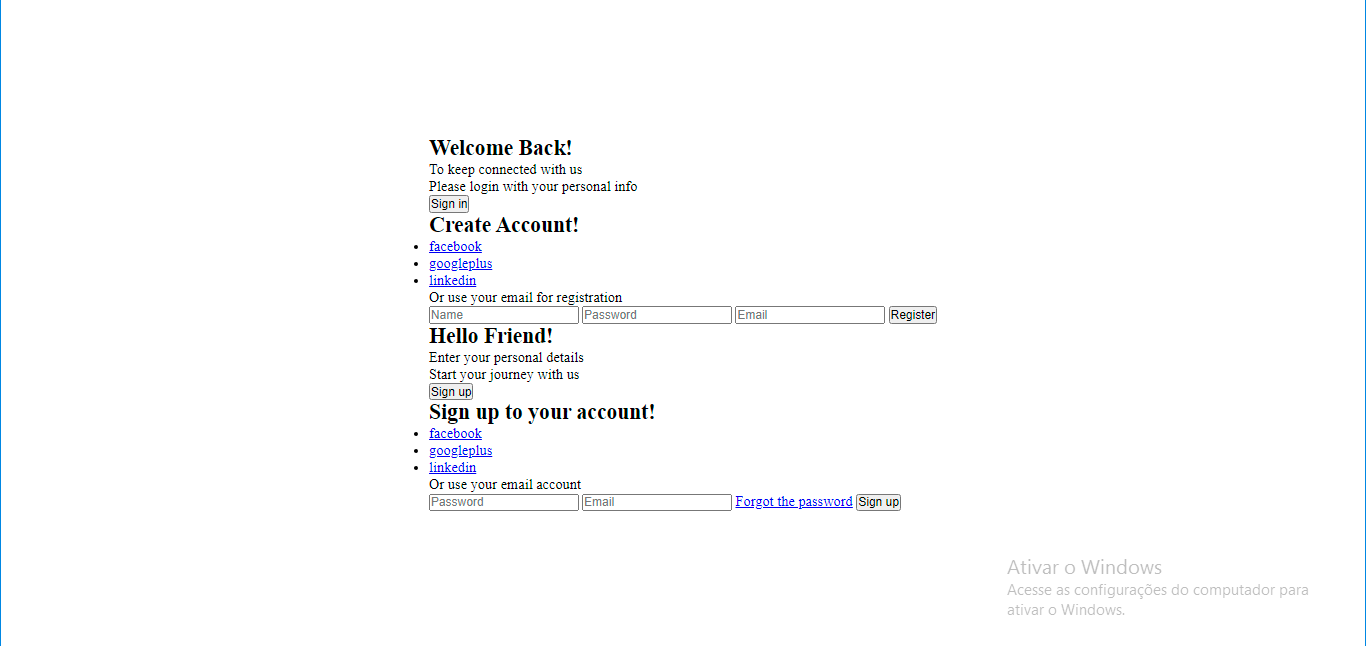 Welcome Back!
To keep connected with us
Please login with your personal info
Sign in
Create Account!
facebook
googleplus
linkedin
Or use your email for registration
Name Password Email Register
Hello Friend!
Enter your personal details
Start your journey with us
Sign up
Sign up to your account!
facebook
googleplus
linkedin
Or use your email account
Password Email Forgot the password Sign up
Ativar o Windows
Acesse as configurações do computador para
ativar o Windows.